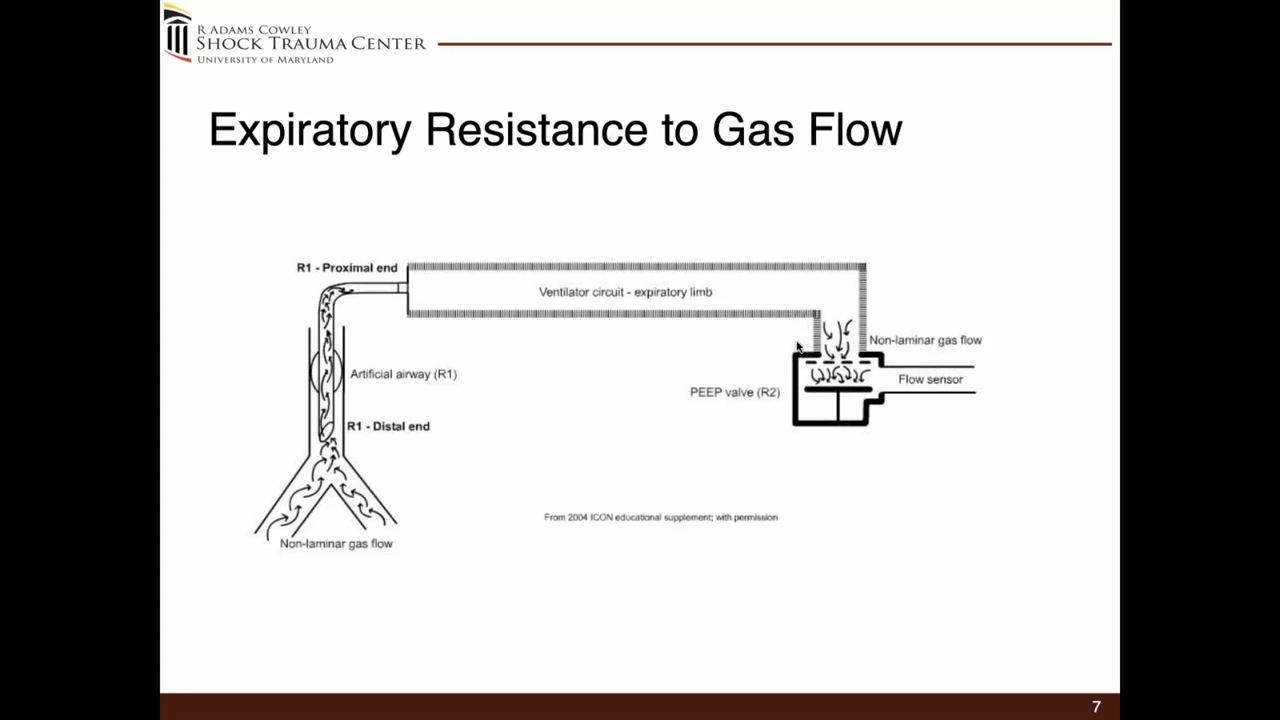 R ADAMS COWLEY
SHOCK TRAUMA CENTER
UNIVERSITY OF MARYLAND
Expiratory Resistance to Gas Flow
R1 - Proximal end
Ventilator circuit - expiratory limb
Non-laminar gas flow
Artificial airway (R1)
Flow sensor
PEEP valve (R2)
R1 - Distal end
From 2004 ICON educational supplement; with permission
Non-laminar gas flow
7